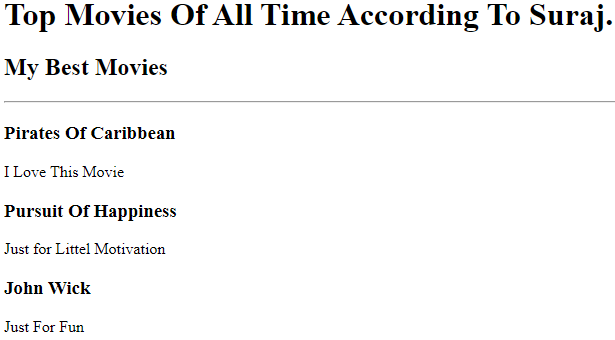 Top Movies Of All Time According To Suraj.
My Best Movies
Pirates Of Caribbean
I Love This Movie
Pursuit Of Happiness
Just for Littel Motivation
John Wick
Just For Fun